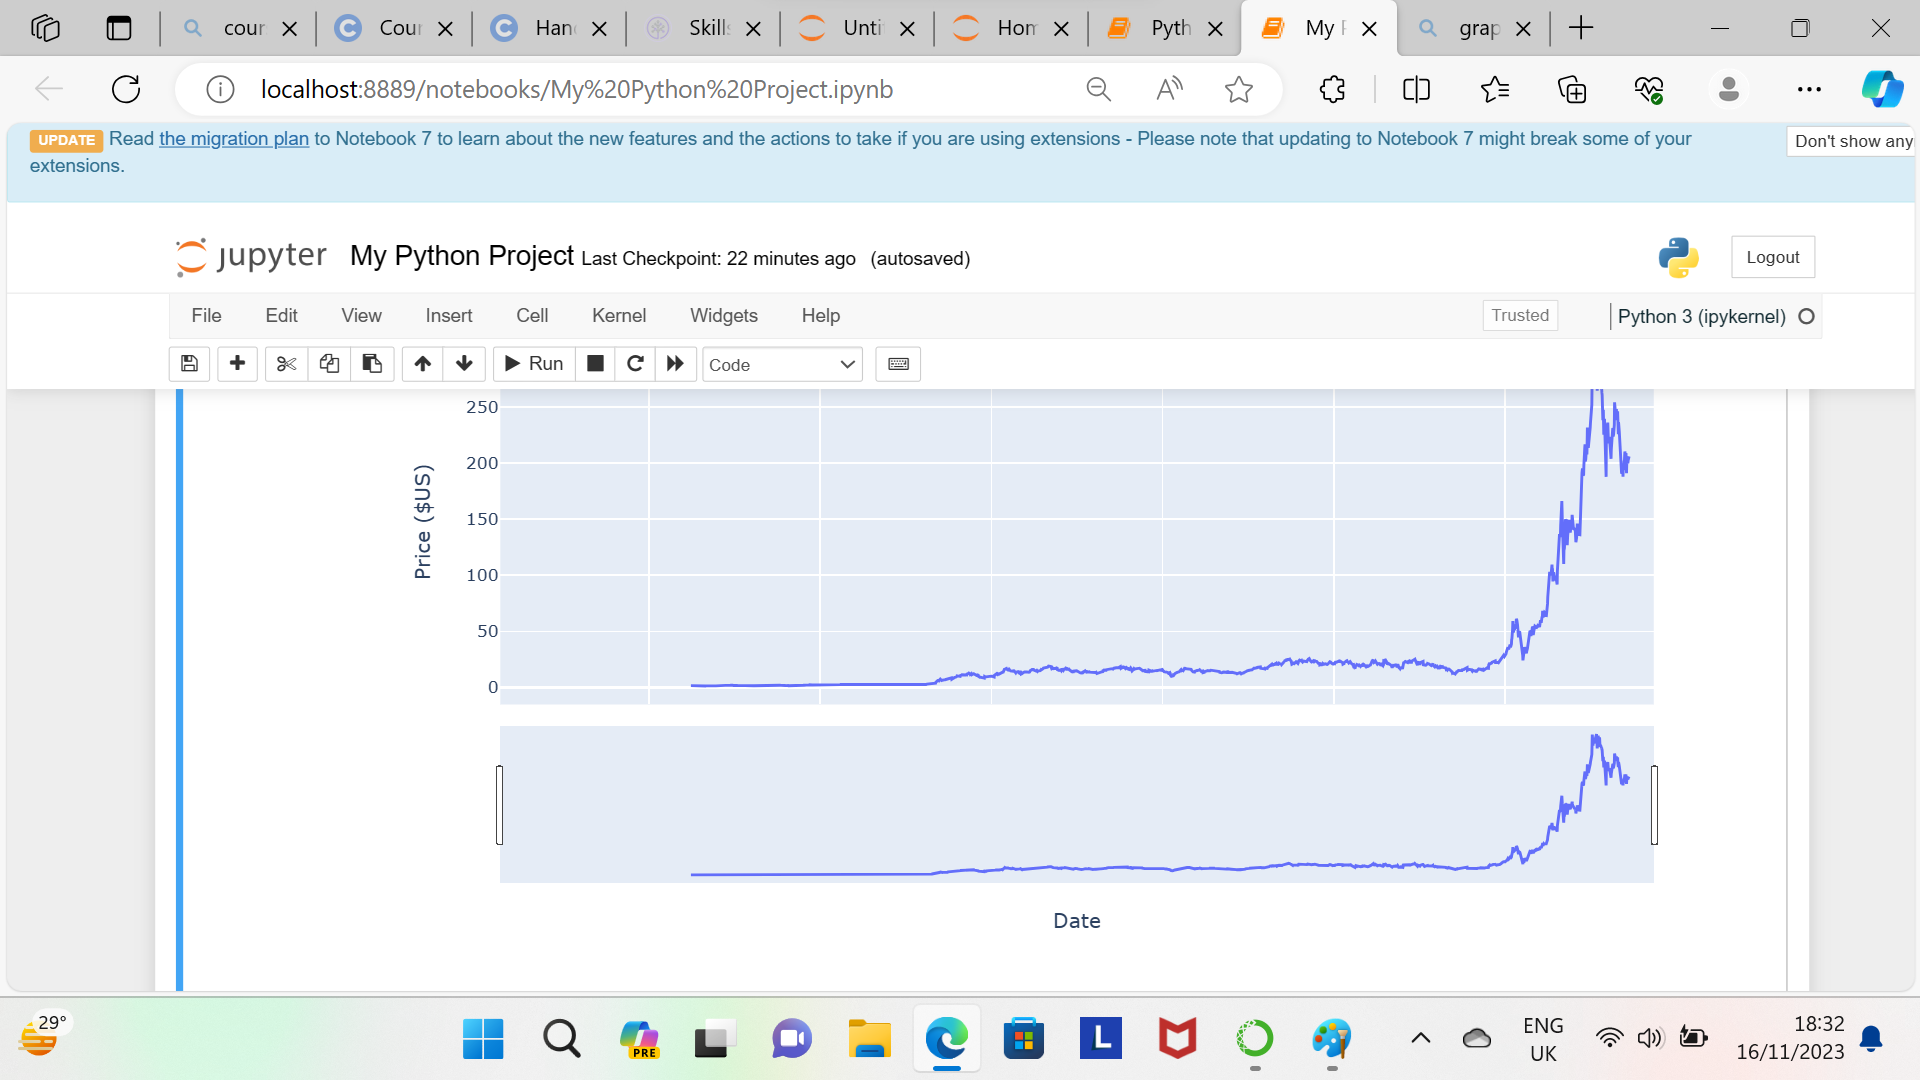 cour
Cour
Han
Skill
Unti
Hom
Pyth
My
grap
localhost:8889/notebooks/My%20Python%20Project.ipynb
UPDATE Read the migration plan to Notebook 7 to learn about the new features and the actions to take if you are using extensions - Please note that updating to Notebook 7 might break some of your
extensions.
Don't show any
jupyter My Python Project Last Checkpoint: 22 minutes ago (autosaved)
Logout
File Edit View Insert Cell Kernel Widgets Help
Trusted
Python 3 (ipykernel)
Run
Code
250
200
150
100
50
0
Price ($US)
Date
29°
PRE
L
ENG
UK
18:32
16/11/2023